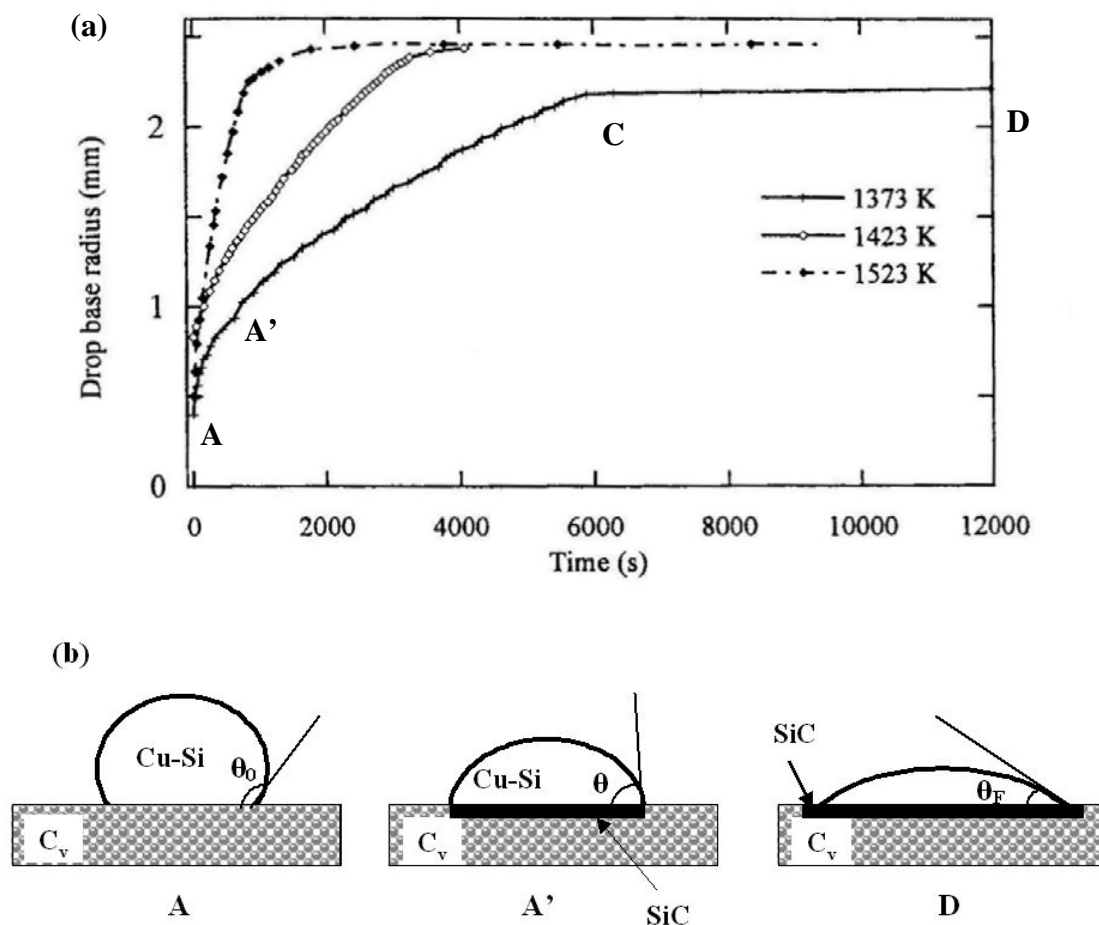 (a)
Drop base radius (mm)
2
1
0
A
A’
C
D
1373 K
1423 K
1523 K
0 2000 4000 6000 8000 10000 12000
Time (s)
(b)
Cu-Si θ₀
Cᵥ
A
Cu-Si θ
Cᵥ
SiC
A’
SiC
θF
Cᵥ
D